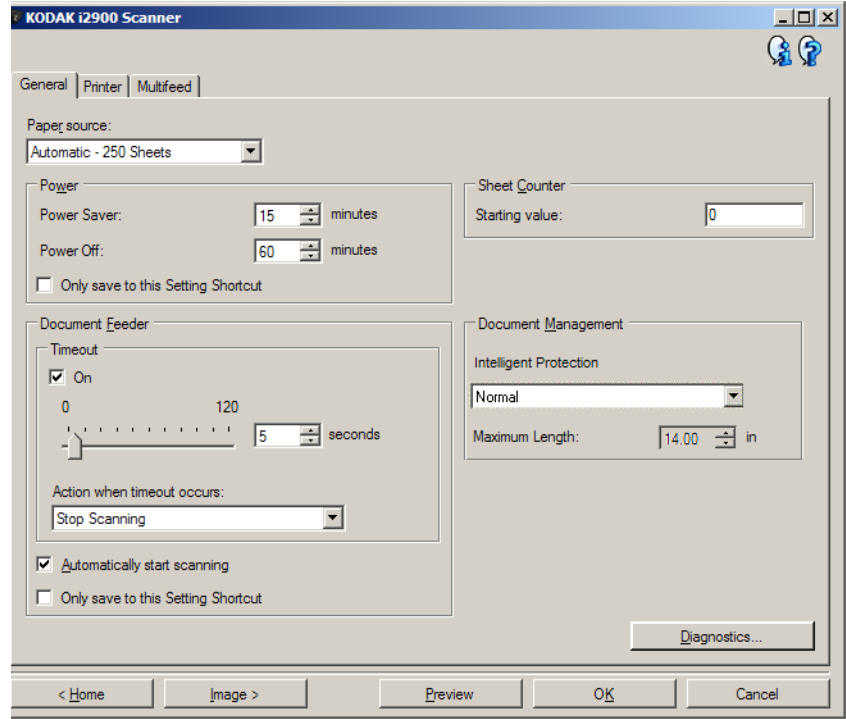 KODAK i2900 Scanner
General Printer Multifeed
Paper source:
Automatic - 250 Sheets
Power
Power Saver: 15 minutes
Power Off: 60 minutes
Only save to this Setting Shortcut
Sheet Counter
Starting value: 0
Document Feeder
Timeout
On
0 120
5 seconds
Action when timeout occurs:
Stop Scanning
Automatically start scanning
Only save to this Setting Shortcut
Document Management
Intelligent Protection
Normal
Maximum Length: 14.00 in
Diagnostics...
< Home Image > Preview OK Cancel